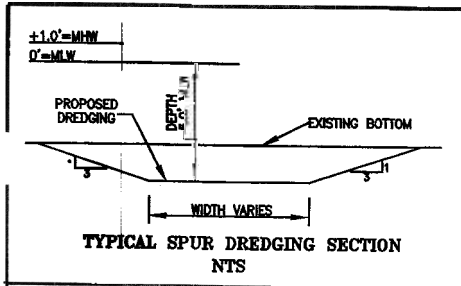 +1.0'=MHW
0'=MLW
PROPOSED
DREDGING
DEPTH
EXISTING BOTTOM
3
1
3
WIDTH VARIES
TYPICAL SPUR DREDGING SECTION
NTS